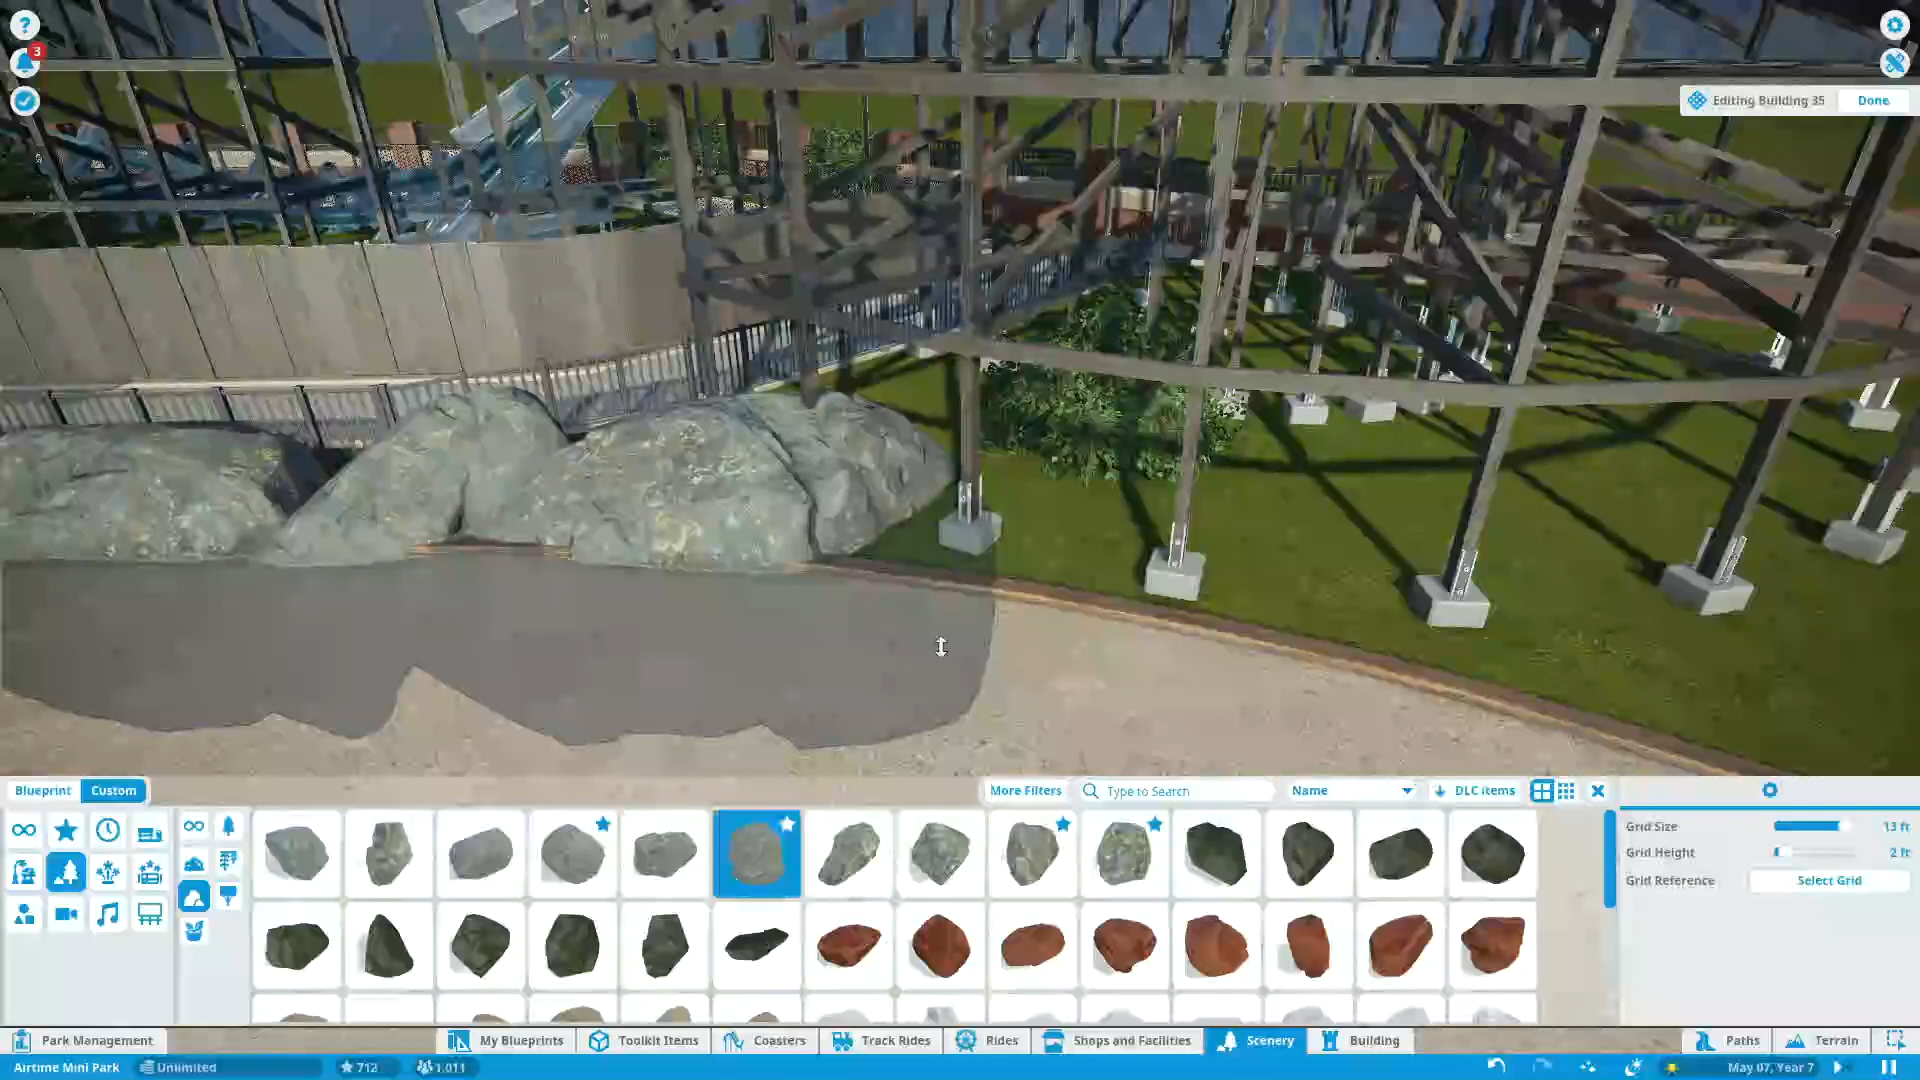 ?
3
Editing Building 35 Done
Blueprint Custom More Filters Type to Search Name DLC items
Grid Size 13 ft
Grid Height 2 ft
Grid Reference Select Grid
Park Management My Blueprints Toolkit Items Coasters Track Rides Rides Shops and Facilities Scenery Building Paths Terrain
Airtime Mini Park Unlimited 712 1,011 May 07, Year 7